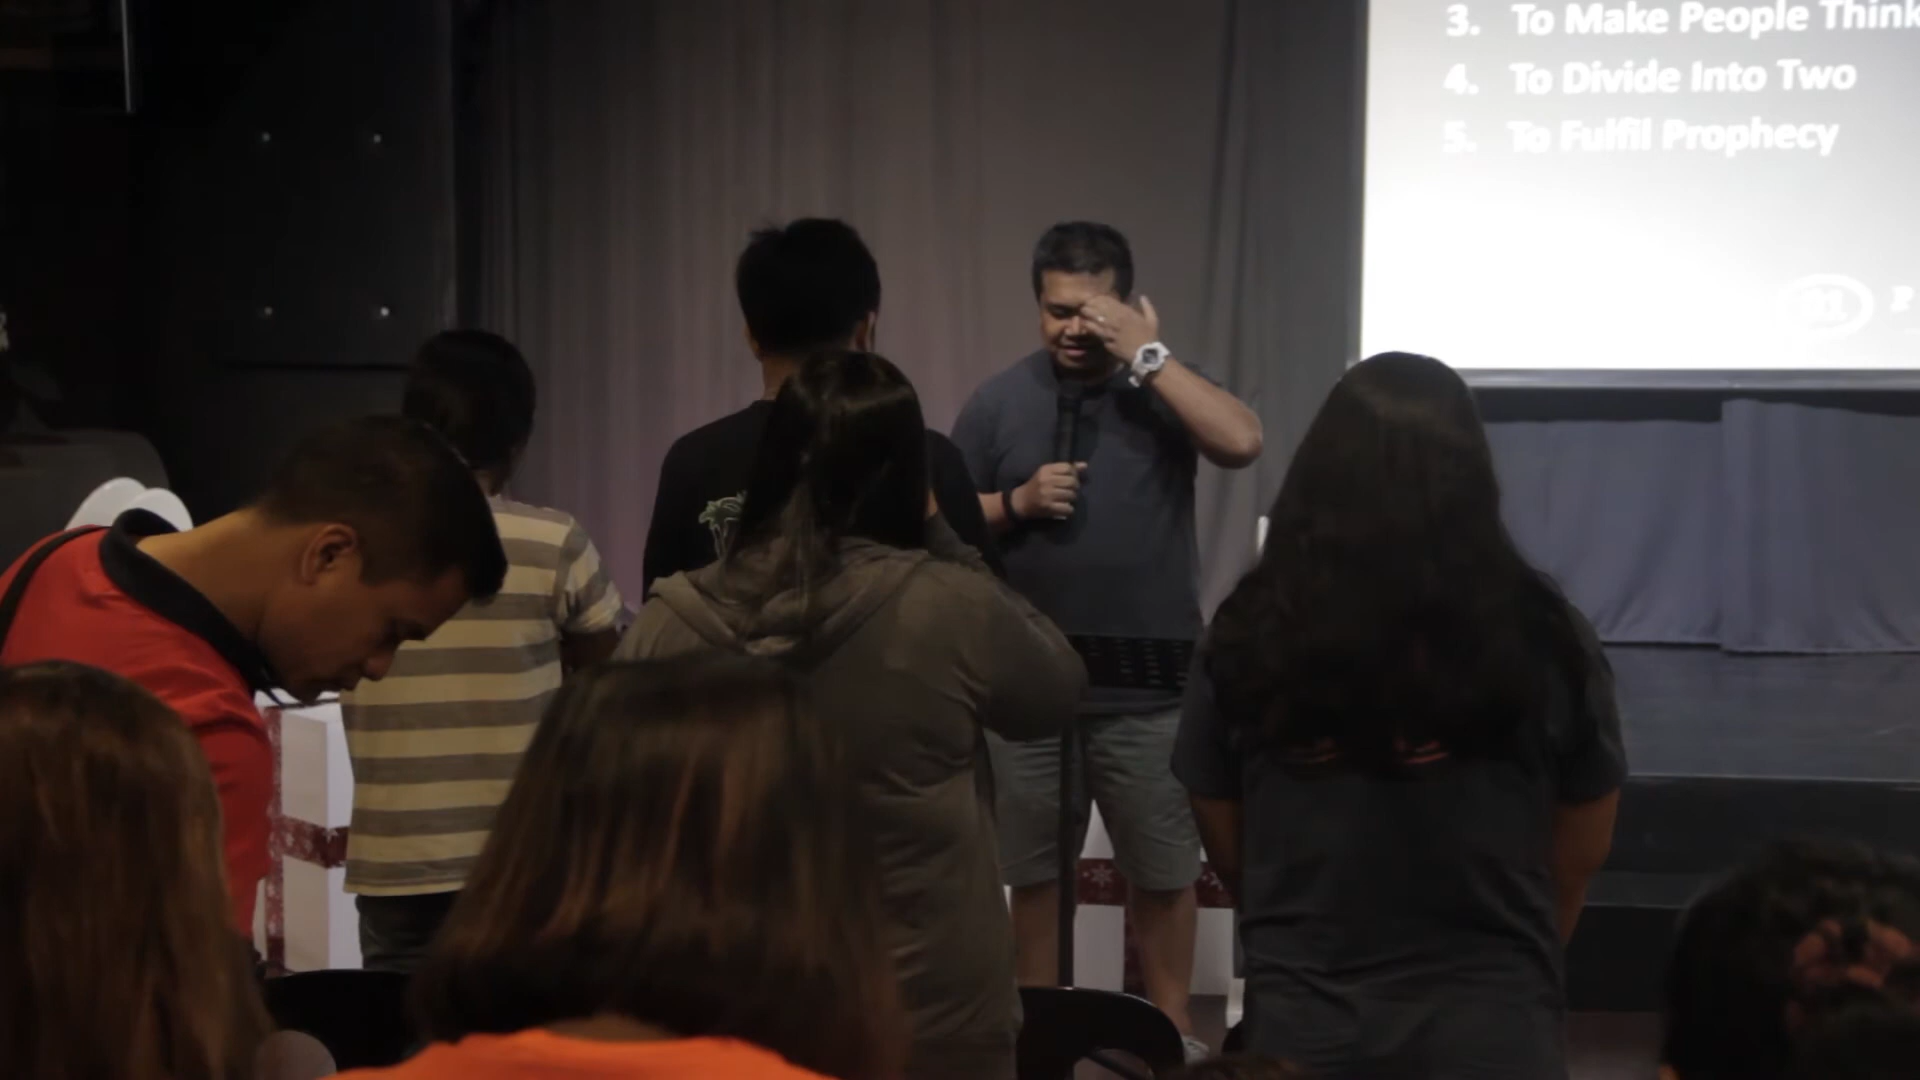 3. To Make People Think
4. To Divide Into Two
5. To Fulfil Prophecy